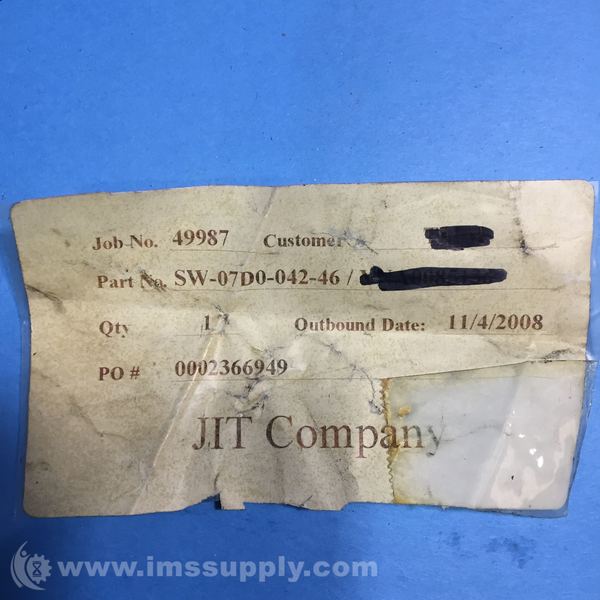 Job No. 49987 Customer
Part No. SW-07D0-042-46 /
Qty 1 Outbound Date: 11/4/2008
PO # 0002366949
JIT Company
www.imssupply.com